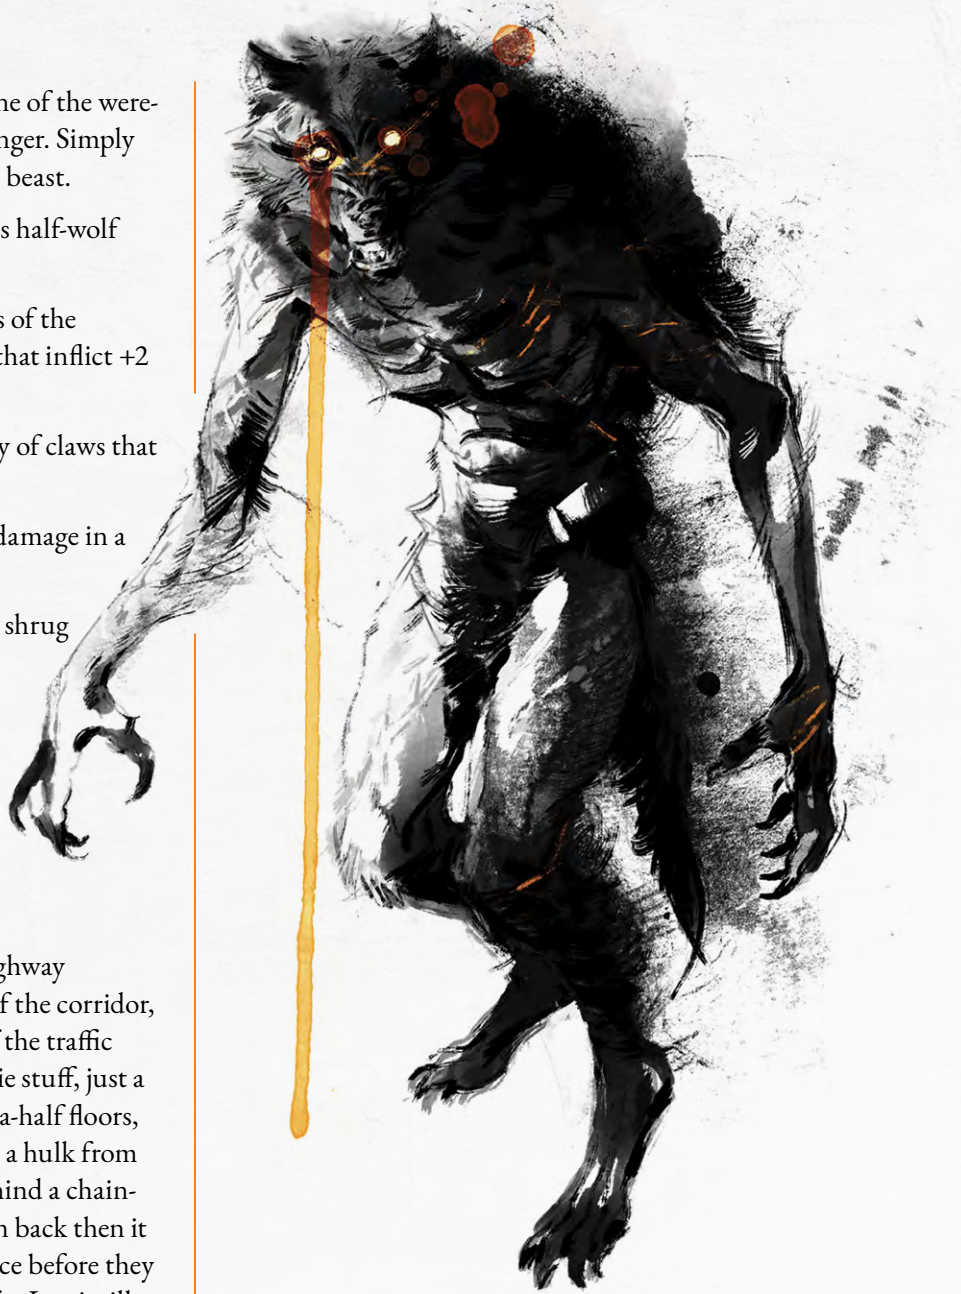 ne of the were-
nger. Simply
beast.
s half-wolf
s of the
that inflict +2
y of claws that
damage in a
shrug
ghway
f the corridor,
f the traffic
ie stuff, just a
a-half floors,
a hulk from
hind a chain-
n back then it
ce before they